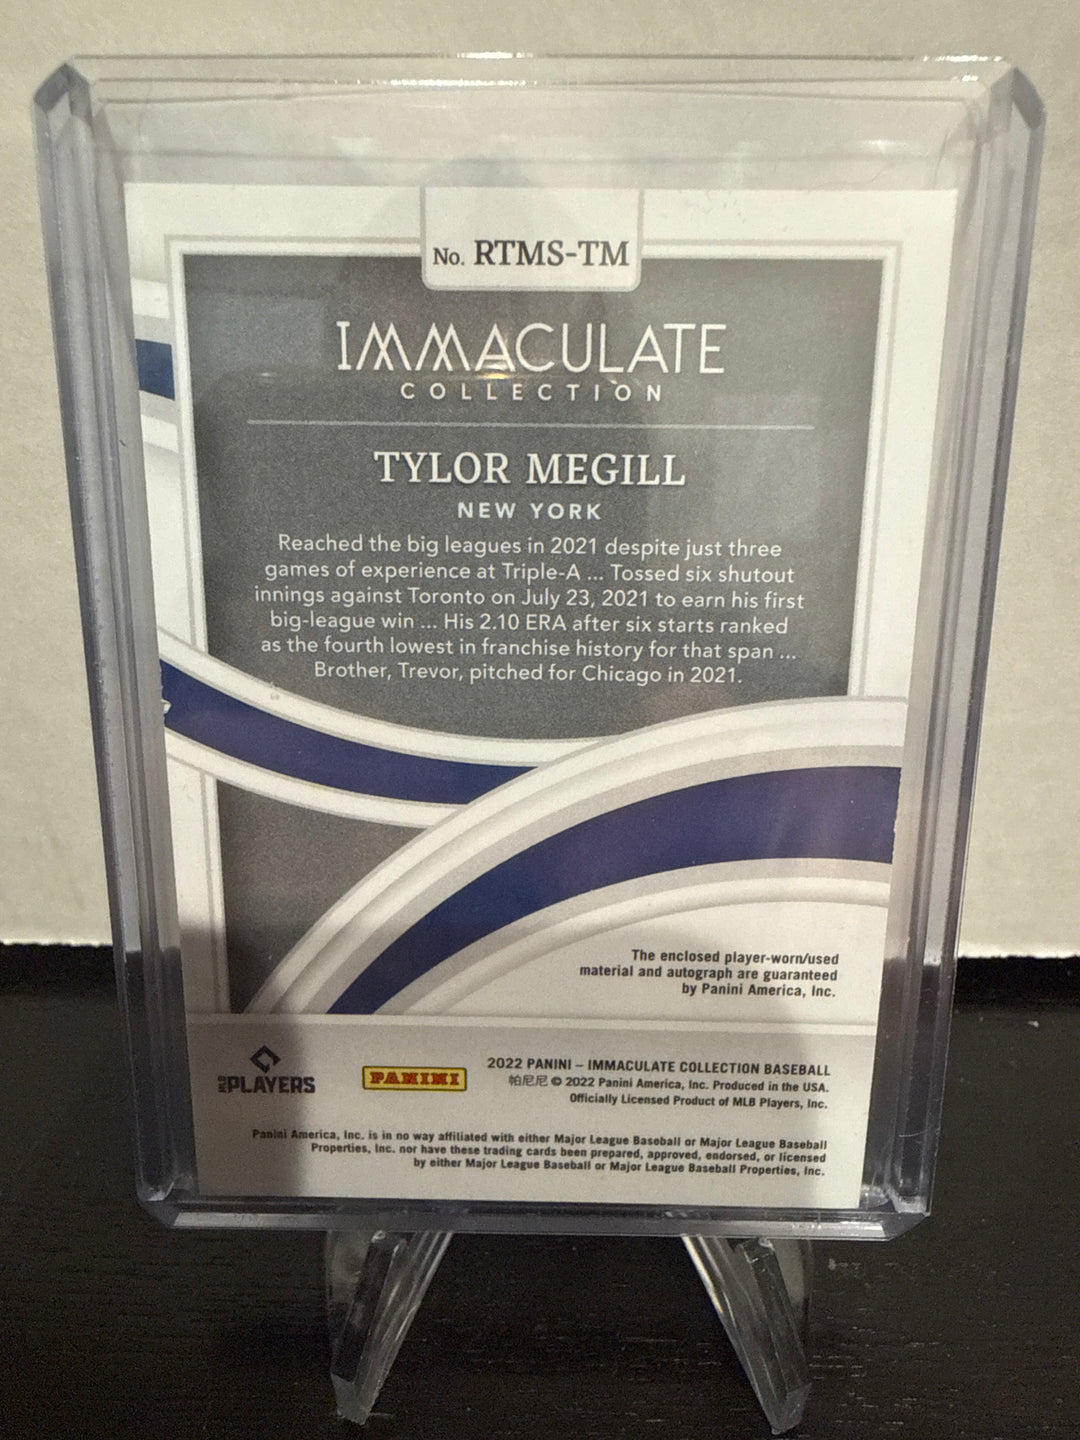 No. RTMS-TM
IMMACULATE
COLLECTION
TYLOR MEGILL
NEW YORK
Reached the big leagues in 2021 despite just three
games of experience at Triple-A ... Tossed six shutout
innings against Toronto on July 23, 2021 to earn his first
big-league win ... His 2.10 ERA after six starts ranked
as the fourth lowest in franchise history for that span ...
Brother, Trevor, pitched for Chicago in 2021.
The enclosed player-worn/used
material and autograph are guaranteed
by Panini America, Inc.
MLB PLAYERS
PANINI
2022 PANINI – IMMACULATE COLLECTION BASEBALL
帕尼尼 © 2022 Panini America, Inc. Produced in the USA.
Officially Licensed Product of MLB Players, Inc.
Panini America, Inc. is in no way affiliated with either Major League Baseball or Major League Baseball
Properties, Inc. nor have these trading cards been prepared, approved, endorsed, or licensed
by either Major League Baseball or Major League Baseball Properties, Inc.